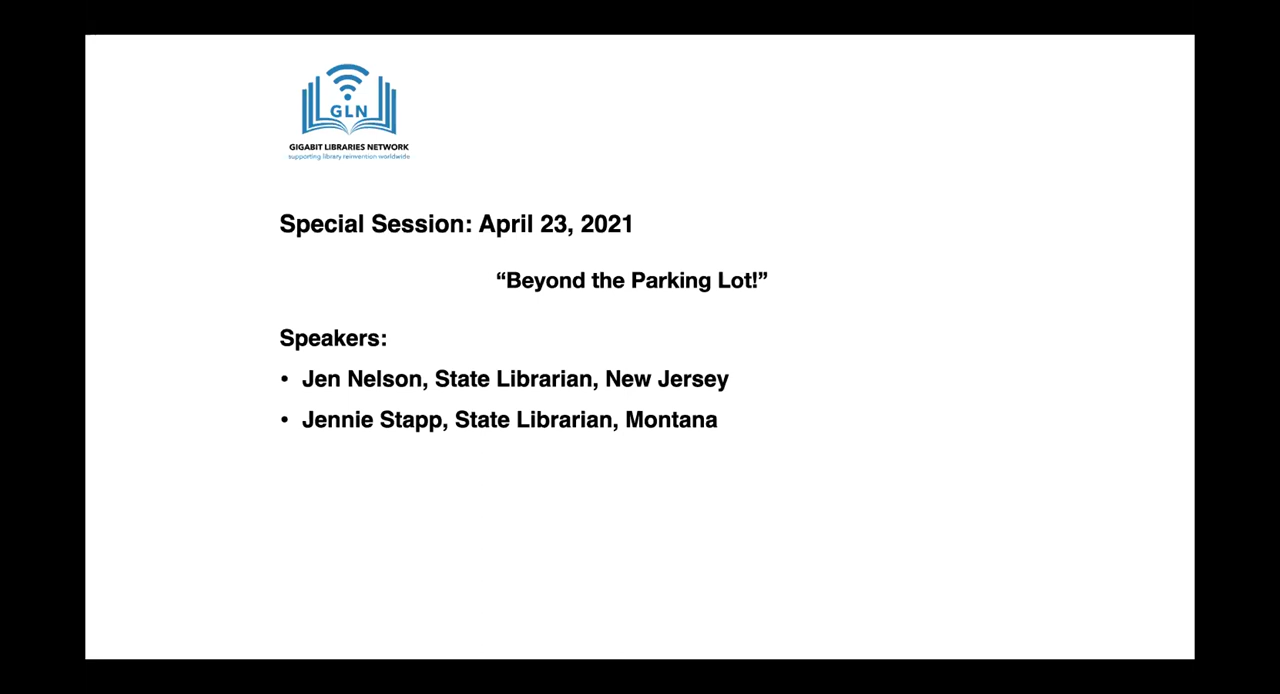 GLN
GIGABIT LIBRARIES NETWORK
supporting library reinvention worldwide
Special Session: April 23, 2021
“Beyond the Parking Lot!”
Speakers:
• Jen Nelson, State Librarian, New Jersey
• Jennie Stapp, State Librarian, Montana